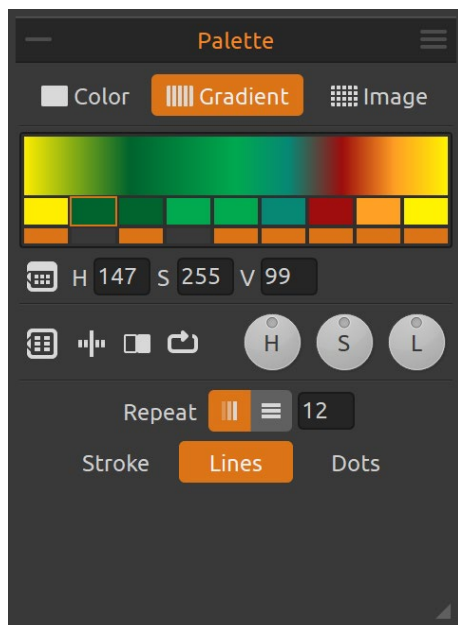 Palette
Color Gradient Image
H 147 S 255 V 99
H S L
Repeat 12
Stroke Lines Dots